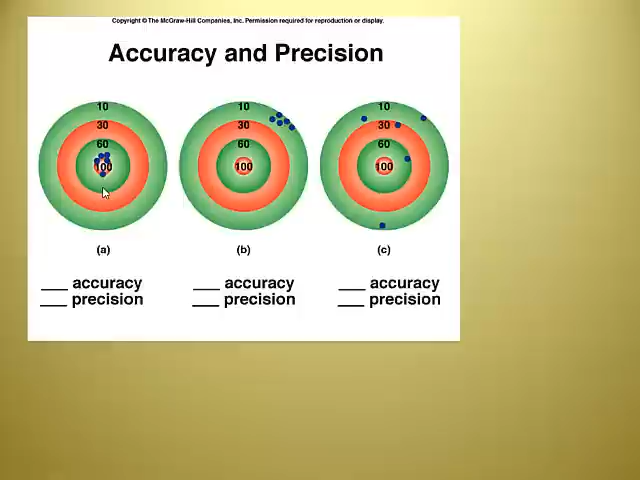 Copyright © The McGraw-Hill Companies, Inc. Permission required for reproduction or display.
Accuracy and Precision
10 10 10
30 30 30
60 60 60
100 100 100
(a) (b) (c)
___ accuracy ___ accuracy ___ accuracy
___ precision ___ precision ___ precision